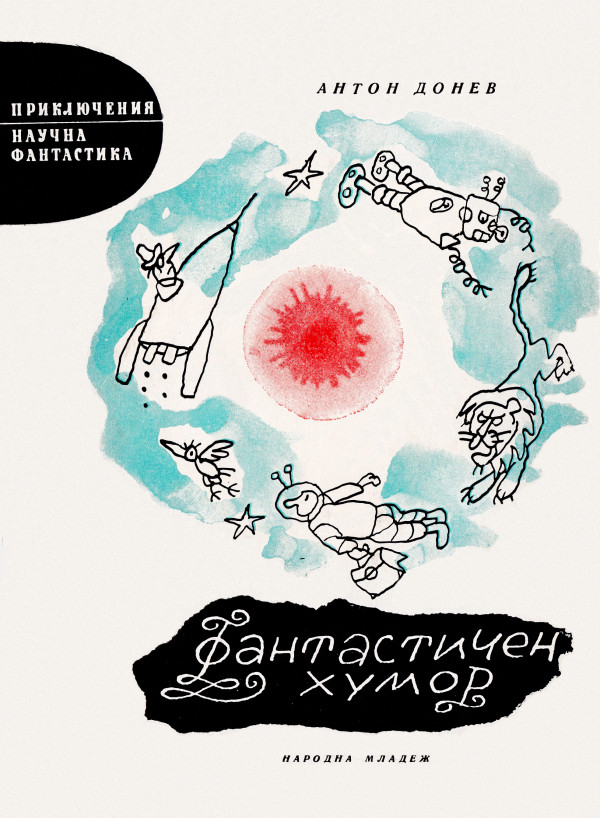 АНТОН ДОНЕВ
ПРИКЛЮЧЕНИЯ
НАУЧНА
ФАНТАСТИКА
Фантастичен
хумор
НАРОДНА МЛАДЕЖ